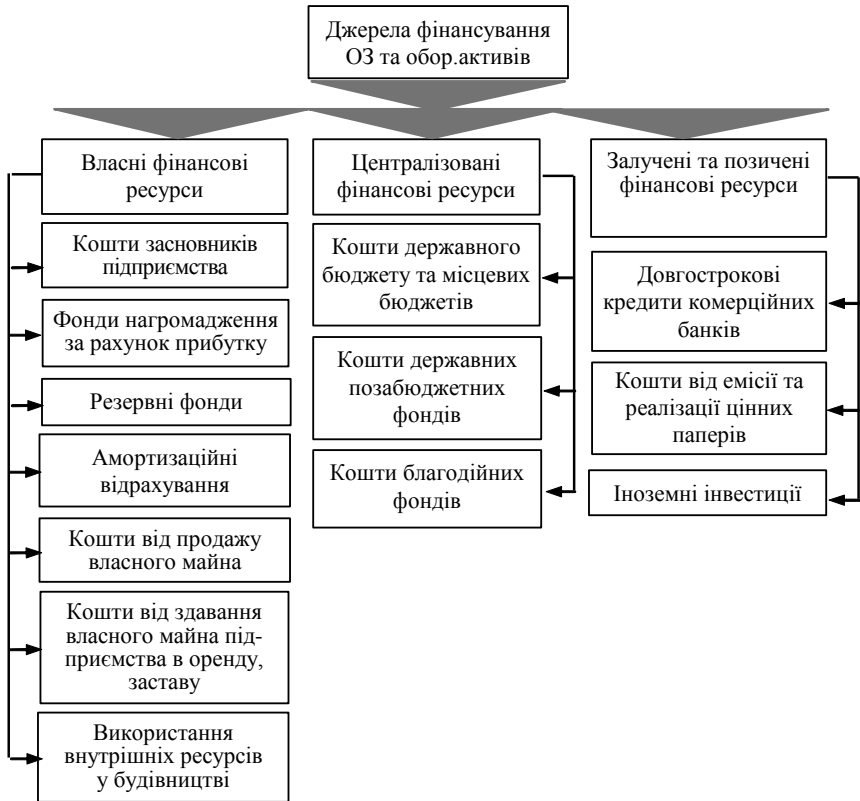 Джерела фінансування
ОЗ та обор.активів
Власні фінансові
ресурси
Кошти засновників
підприємства
Фонди нагромадження
за рахунок прибутку
Резервні фонди
Амортизаційні
відрахування
Кошти від продажу
власного майна
Кошти від здавання
власного майна під-
приємства в оренду,
заставу
Використання
внутрішніх ресурсів
у будівництві
Централізовані
фінансові ресурси
Кошти державного
бюджету та місцевих
бюджетів
Кошти державних
позабюджетних
фондів
Кошти благодійних
фондів
Залучені та позичені
фінансові ресурси
Довгострокові
кредити комерційних
банків
Кошти від емісії та
реалізації цінних
паперів
Іноземні інвестиції